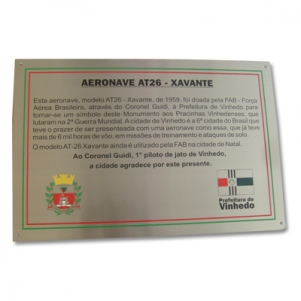 AERONAVE AT26 - XAVANTE
Esta aeronave, modelo AT26 - Xavante, de 1959, foi doada pela FAB - Força
Aérea Brasileira, através do Coronel Guidi, à Prefeitura de Vinhedo para
tornar-se um símbolo deste Monumento aos Pracinhas Vinhedenses, que
lutaram na 2ª Guerra Mundial. A cidade de Vinhedo é a 6ª cidade do Brasil que
teve o prazer de ser presenteada com uma aeronave como essa, que já teve
mais de 6 mil horas de vôo, em missões de treinamento e ataques de solo.
O modelo AT-26 Xavante ainda é utilizado pela FAB na cidade de Natal.
Ao Coronel Guidi, 1º piloto de jato de Vinhedo,
a cidade agradece por este presente.
Prefeitura de
Vinhedo